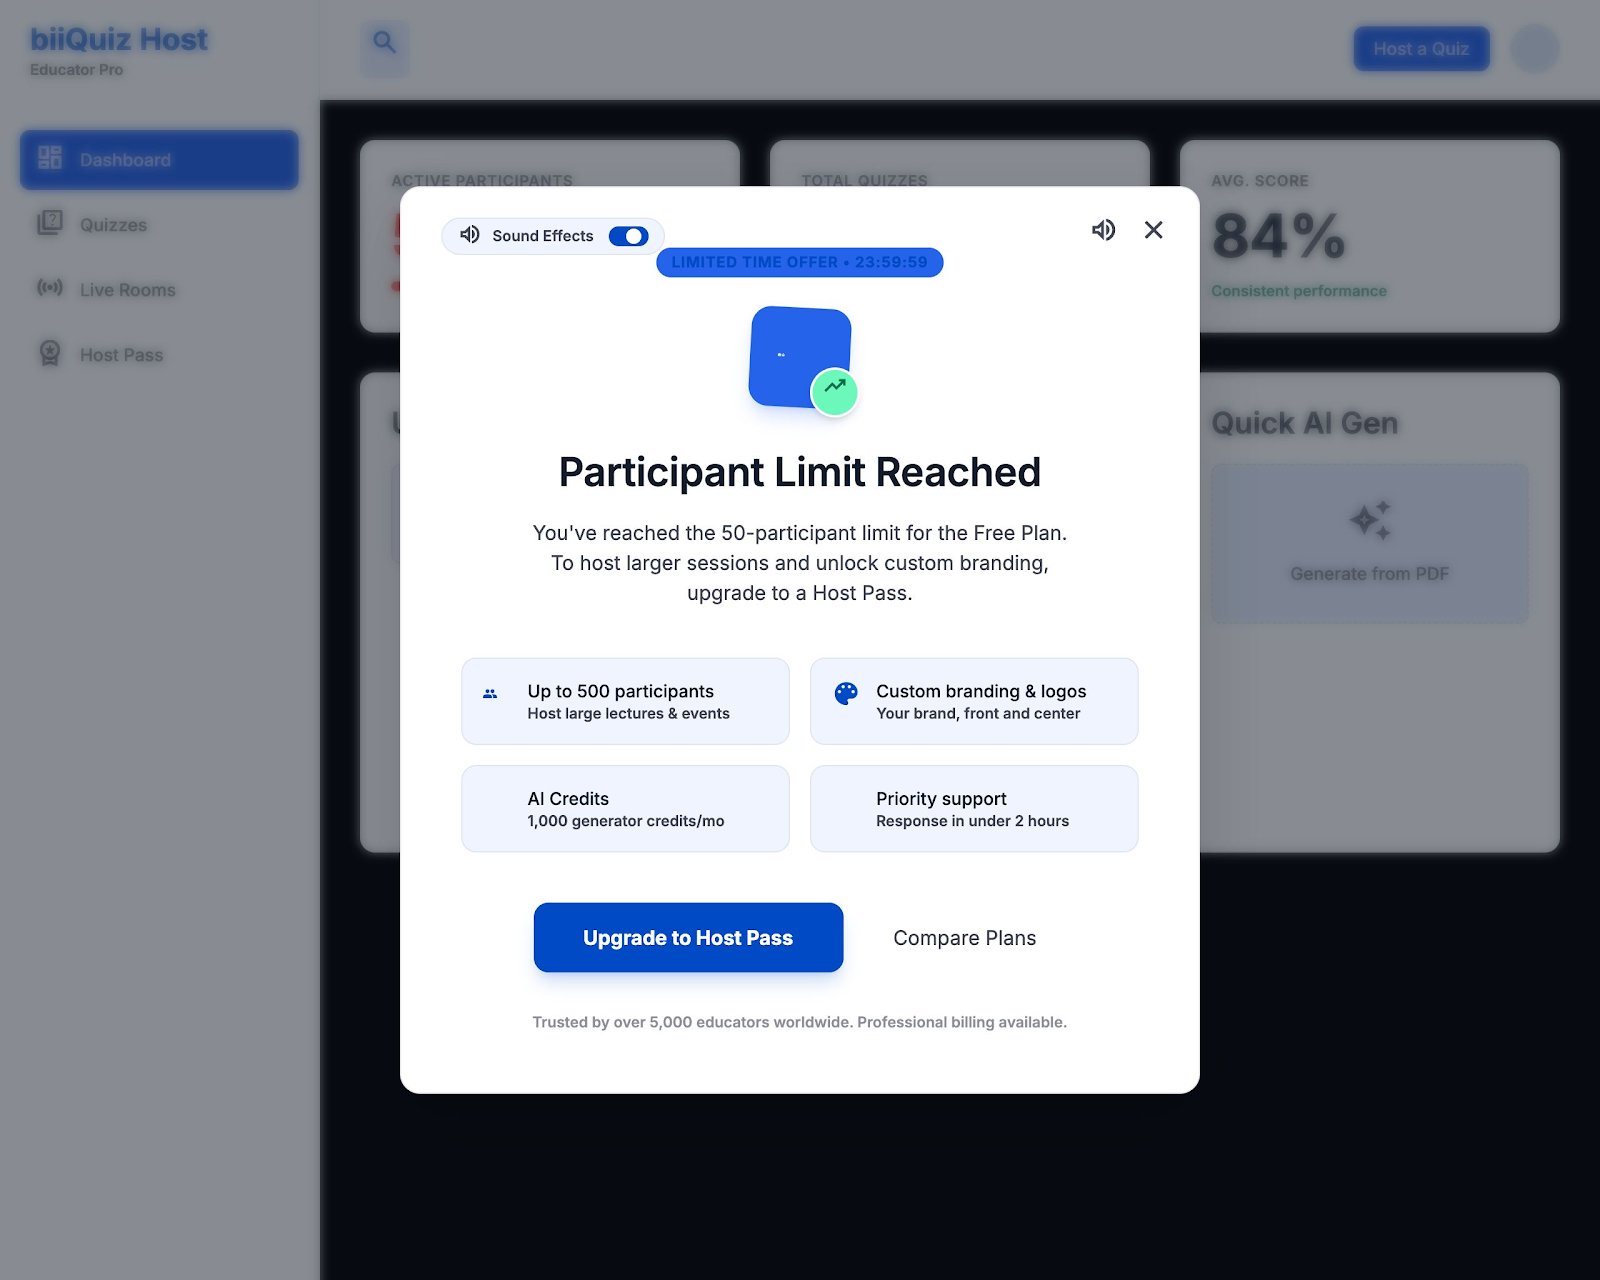 biiQuiz Host
Educator Pro
Host a Quiz
Dashboard
Quizzes
Live Rooms
Host Pass
ACTIVE PARTICIPANTS
TOTAL QUIZZES
AVG. SCORE
84%
Consistent performance
Sound Effects
LIMITED TIME OFFER • 23:59:59
Participant Limit Reached
You've reached the 50-participant limit for the Free Plan.
To host larger sessions and unlock custom branding,
upgrade to a Host Pass.
Up to 500 participants
Host large lectures & events
Custom branding & logos
Your brand, front and center
AI Credits
1,000 generator credits/mo
Priority support
Response in under 2 hours
Upgrade to Host Pass
Compare Plans
Trusted by over 5,000 educators worldwide. Professional billing available.
Quick AI Gen
Generate from PDF